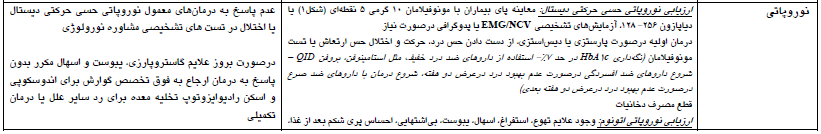 نوروپاتی
ارزیابی نوروپاتی حسی حرکتی دیستال: معاینه پای بیماران با مونوفیلامان ۱۰ گرمی ۵ نقطه‌ای (شکل۱) یا
دیاپازون ۲۵۶- ۱۲۸، آزمایش‌های تشخیصی EMG/NCV یا پدوگرافی درصورت نیاز
درمان اولیه درصورت پارستزی یا دیس‌استزی، از دست دادن حس درد، حرکت و اختلال حس ارتعاش یا تست
مونوفیلامان (نگه‌داری HbA۱c در حد ۷٪- استفاده از داروهای ضد درد خفیف، مثل استامینوفن، بروفن QID –
شروع داروهای ضد افسردگی درصورت عدم بهبود درد درعرض دو هفته، شروع درمان با داروهای ضد صرع
درصورت عدم بهبود درد درعرض دو هفته بعدی)
قطع مصرف دخانیات
ارزیابی نوروپاتی اتونوم: وجود علایم تهوع، استفراغ، اسهال، یبوست، بی‌اشتهایی، احساس پری شکم بعد از غذا،
عدم پاسخ به درمان‌های معمول نوروپاتی حسی حرکتی دیستال
یا اختلال در تست های تشخیصی مشاوره نورولوژی
درصورت بروز علایم گاستروپارزی، یبوست و اسهال مکرر بدون
پاسخ به درمان ارجاع به فوق تخصص گوارش برای اندوسکوپی
و اسکن رادیوایزوتوپ تخلیه معده برای رد سایر علل یا درمان
تکمیلی